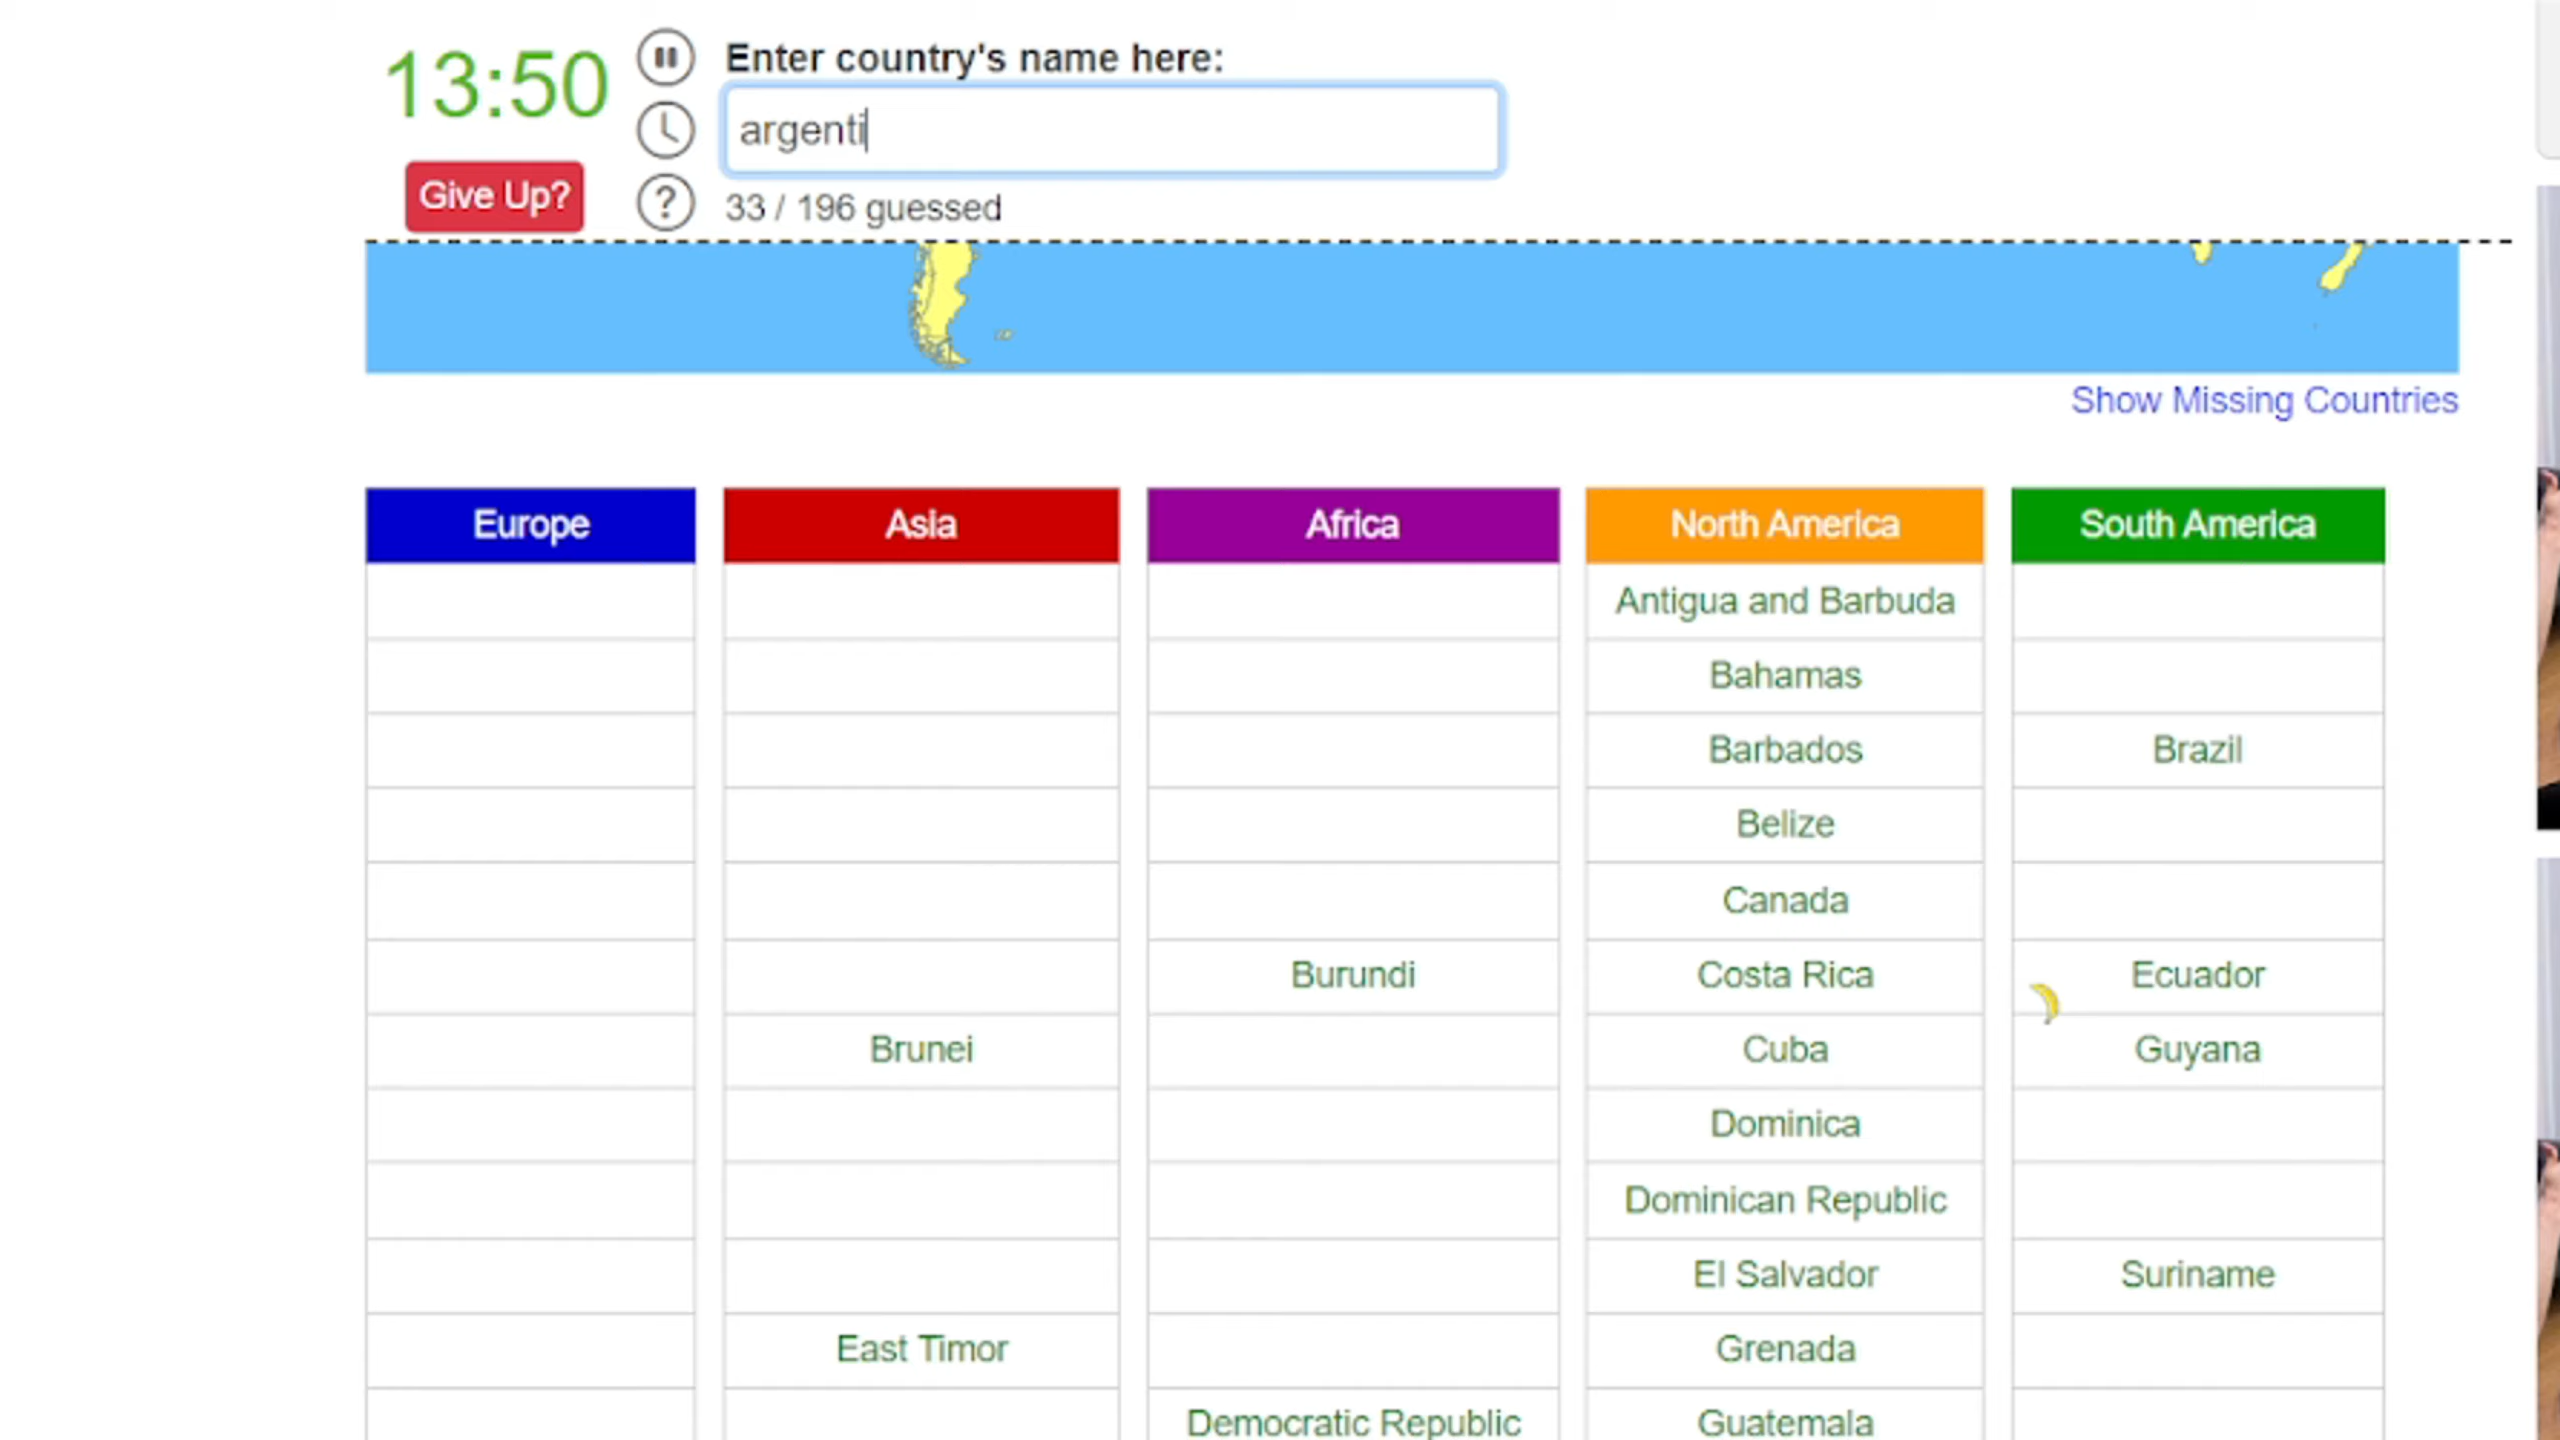 13:50
Enter country's name here:
argenti
Give Up?
?
33 / 196 guessed
Show Missing Countries
Europe
Asia
Africa
North America
South America
Antigua and Barbuda
Bahamas
Barbados
Brazil
Belize
Canada
Burundi
Costa Rica
Ecuador
Brunei
Cuba
Guyana
Dominica
Dominican Republic
El Salvador
Suriname
East Timor
Grenada
Democratic Republic
Guatemala